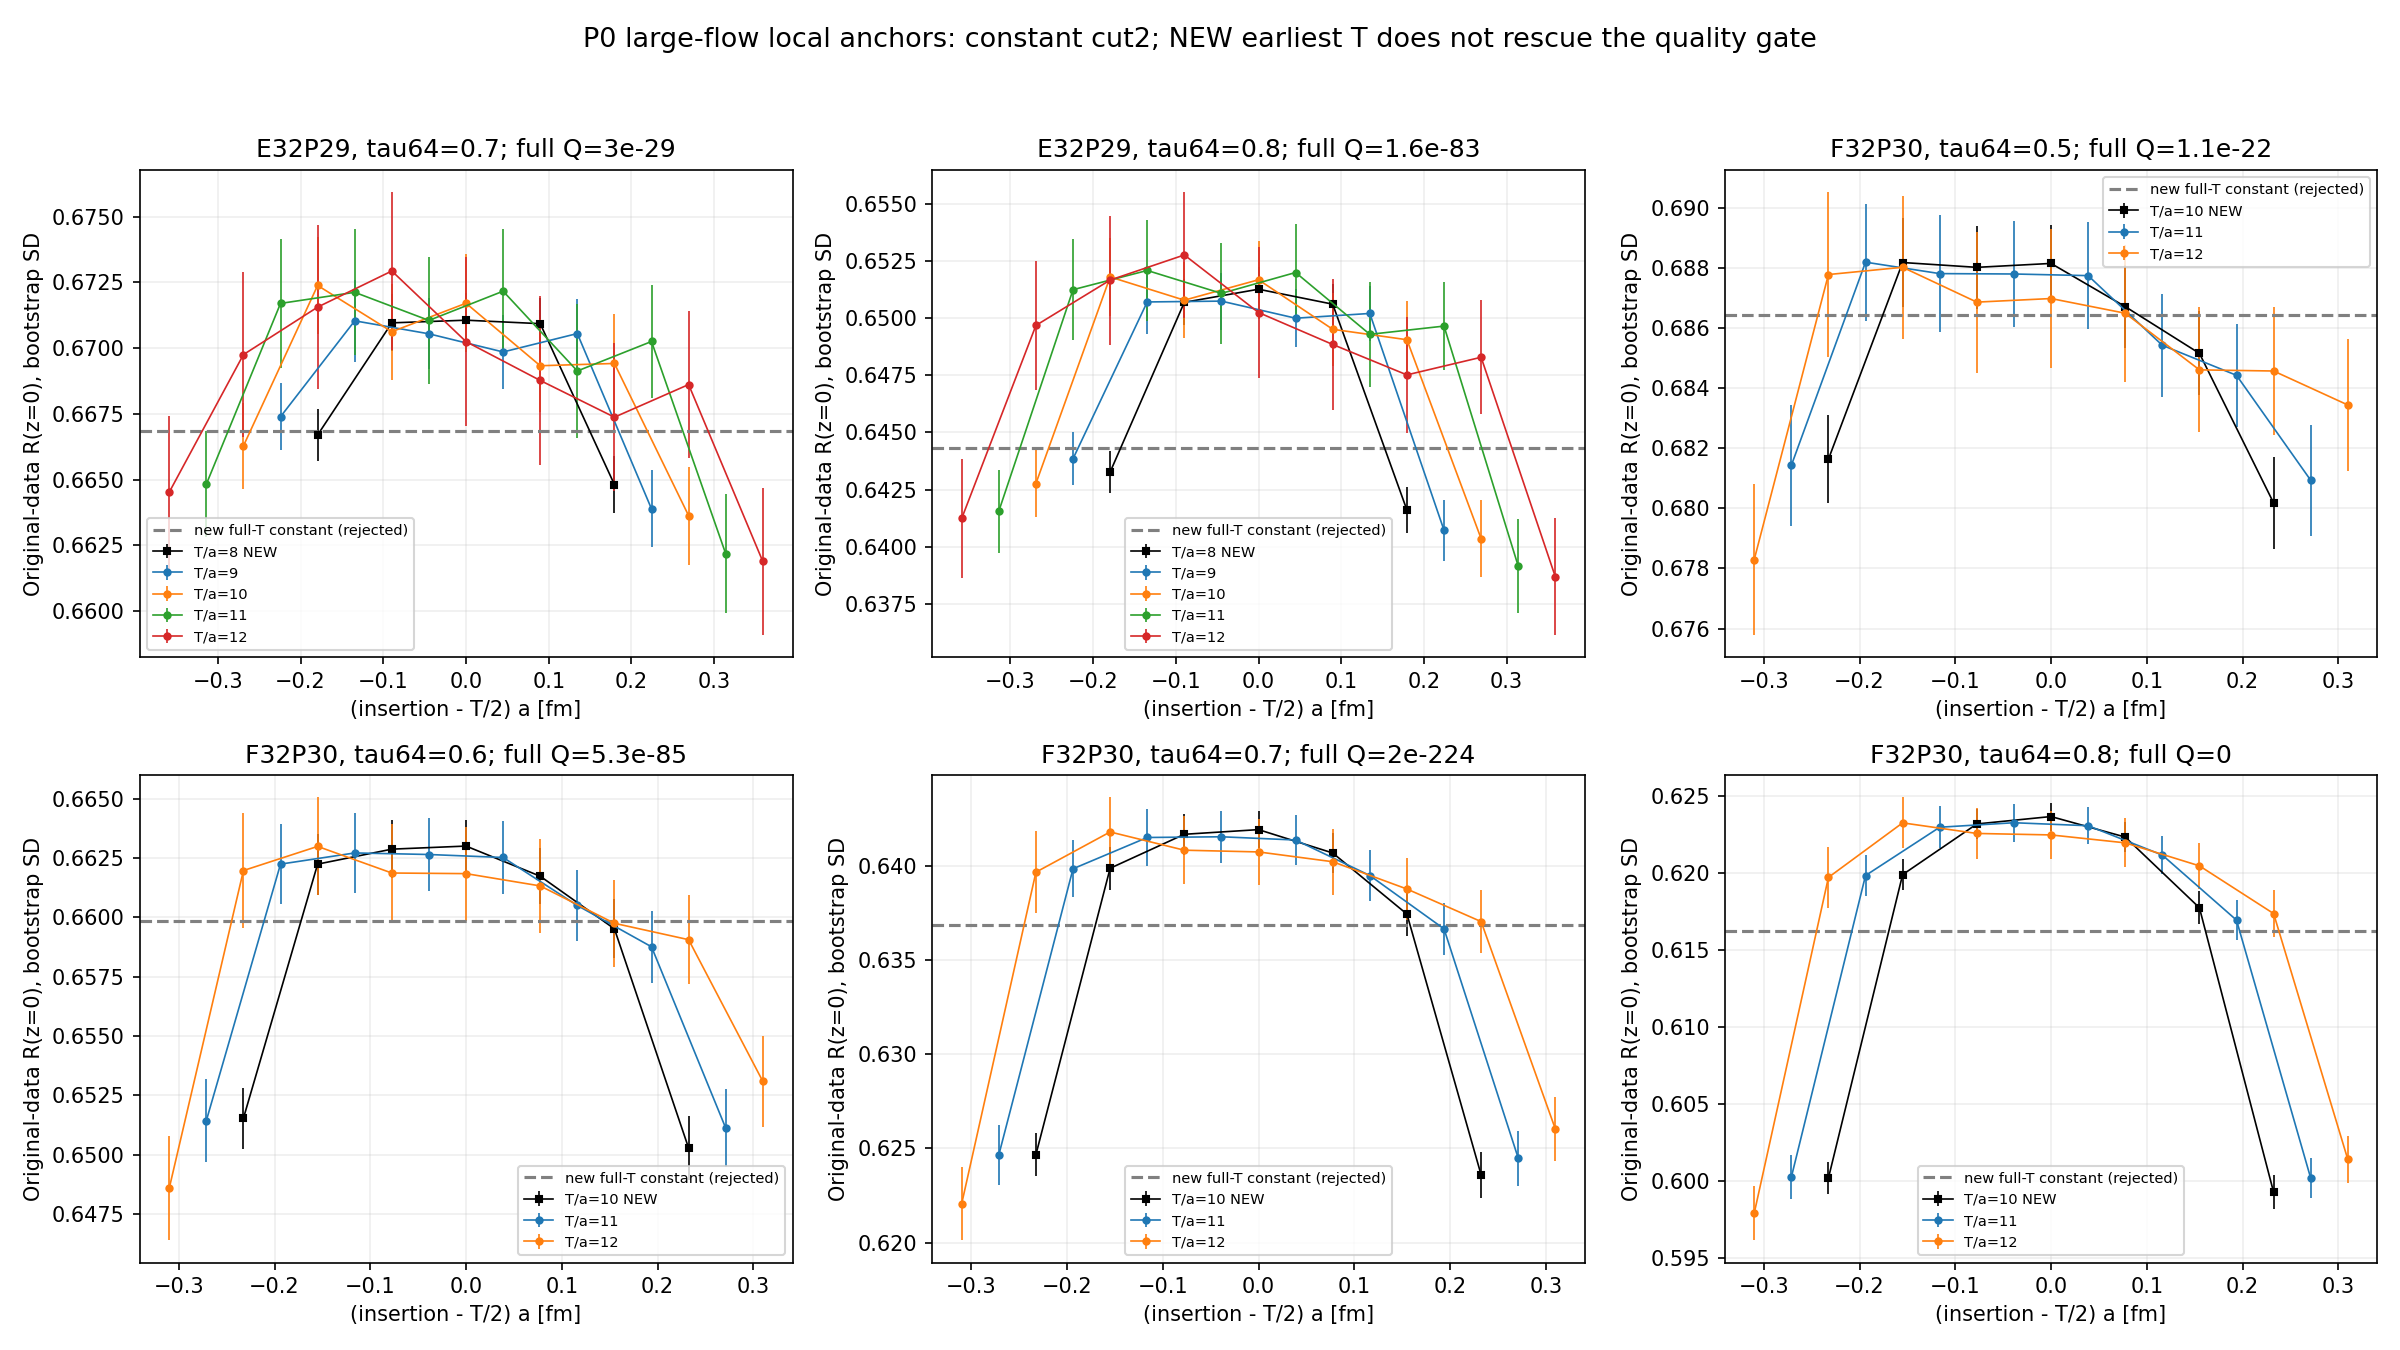 P0 large-flow local anchors: constant cut2; NEW earliest T does not rescue the quality gate
E32P29, tau64=0.7; full Q=3e-29
Original-data R(z=0), bootstrap SD
0.6750
0.6725
0.6700
0.6675
0.6650
0.6625
0.6600
new full-T constant (rejected)
T/a=8 NEW
T/a=9
T/a=10
T/a=11
T/a=12
−0.3 −0.2 −0.1 0.0 0.1 0.2 0.3
(insertion - T/2) a [fm]
E32P29, tau64=0.8; full Q=1.6e-83
Original-data R(z=0), bootstrap SD
0.6550
0.6525
0.6500
0.6475
0.6450
0.6425
0.6400
0.6375
new full-T constant (rejected)
T/a=8 NEW
T/a=9
T/a=10
T/a=11
T/a=12
−0.3 −0.2 −0.1 0.0 0.1 0.2 0.3
(insertion - T/2) a [fm]
F32P30, tau64=0.5; full Q=1.1e-22
Original-data R(z=0), bootstrap SD
0.690
0.688
0.686
0.684
0.682
0.680
0.678
0.676
new full-T constant (rejected)
T/a=10 NEW
T/a=11
T/a=12
−0.3 −0.2 −0.1 0.0 0.1 0.2 0.3
(insertion - T/2) a [fm]
F32P30, tau64=0.6; full Q=5.3e-85
Original-data R(z=0), bootstrap SD
0.6650
0.6625
0.6600
0.6575
0.6550
0.6525
0.6500
0.6475
new full-T constant (rejected)
T/a=10 NEW
T/a=11
T/a=12
−0.3 −0.2 −0.1 0.0 0.1 0.2 0.3
(insertion - T/2) a [fm]
F32P30, tau64=0.7; full Q=2e-224
Original-data R(z=0), bootstrap SD
0.640
0.635
0.630
0.625
0.620
new full-T constant (rejected)
T/a=10 NEW
T/a=11
T/a=12
−0.3 −0.2 −0.1 0.0 0.1 0.2 0.3
(insertion - T/2) a [fm]
F32P30, tau64=0.8; full Q=0
Original-data R(z=0), bootstrap SD
0.625
0.620
0.615
0.610
0.605
0.600
0.595
new full-T constant (rejected)
T/a=10 NEW
T/a=11
T/a=12
−0.3 −0.2 −0.1 0.0 0.1 0.2 0.3
(insertion - T/2) a [fm]